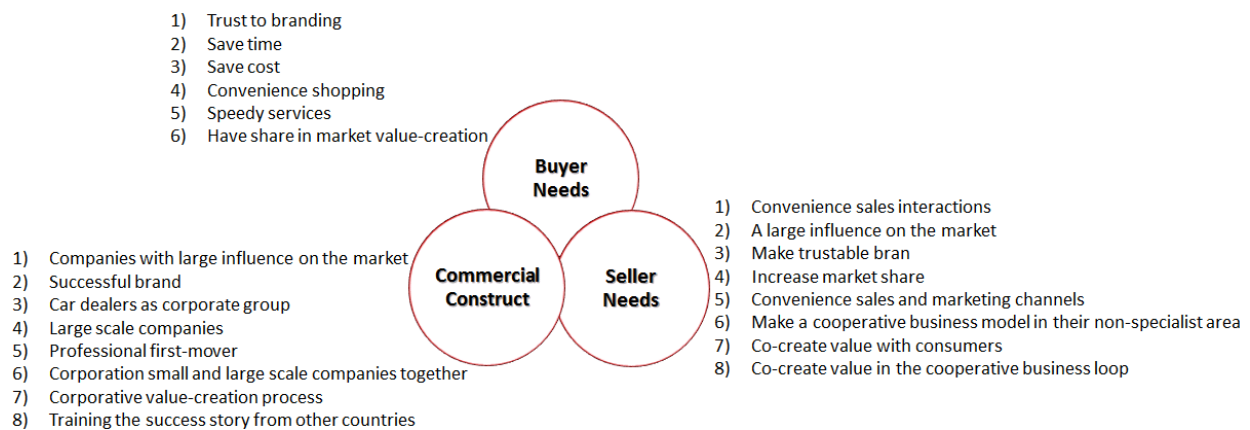 1) Trust to branding
2) Save time
3) Save cost
4) Convenience shopping
5) Speedy services
6) Have share in market value-creation
Buyer
Needs
1) Convenience sales interactions
2) A large influence on the market
3) Make trustable bran
4) Increase market share
5) Convenience sales and marketing channels
6) Make a cooperative business model in their non-specialist area
7) Co-create value with consumers
8) Co-create value in the cooperative business loop
Seller
Needs
Commercial
Construct
1) Companies with large influence on the market
2) Successful brand
3) Car dealers as corporate group
4) Large scale companies
5) Professional first-mover
6) Corporation small and large scale companies together
7) Corporative value-creation process
8) Training the success story from other countries